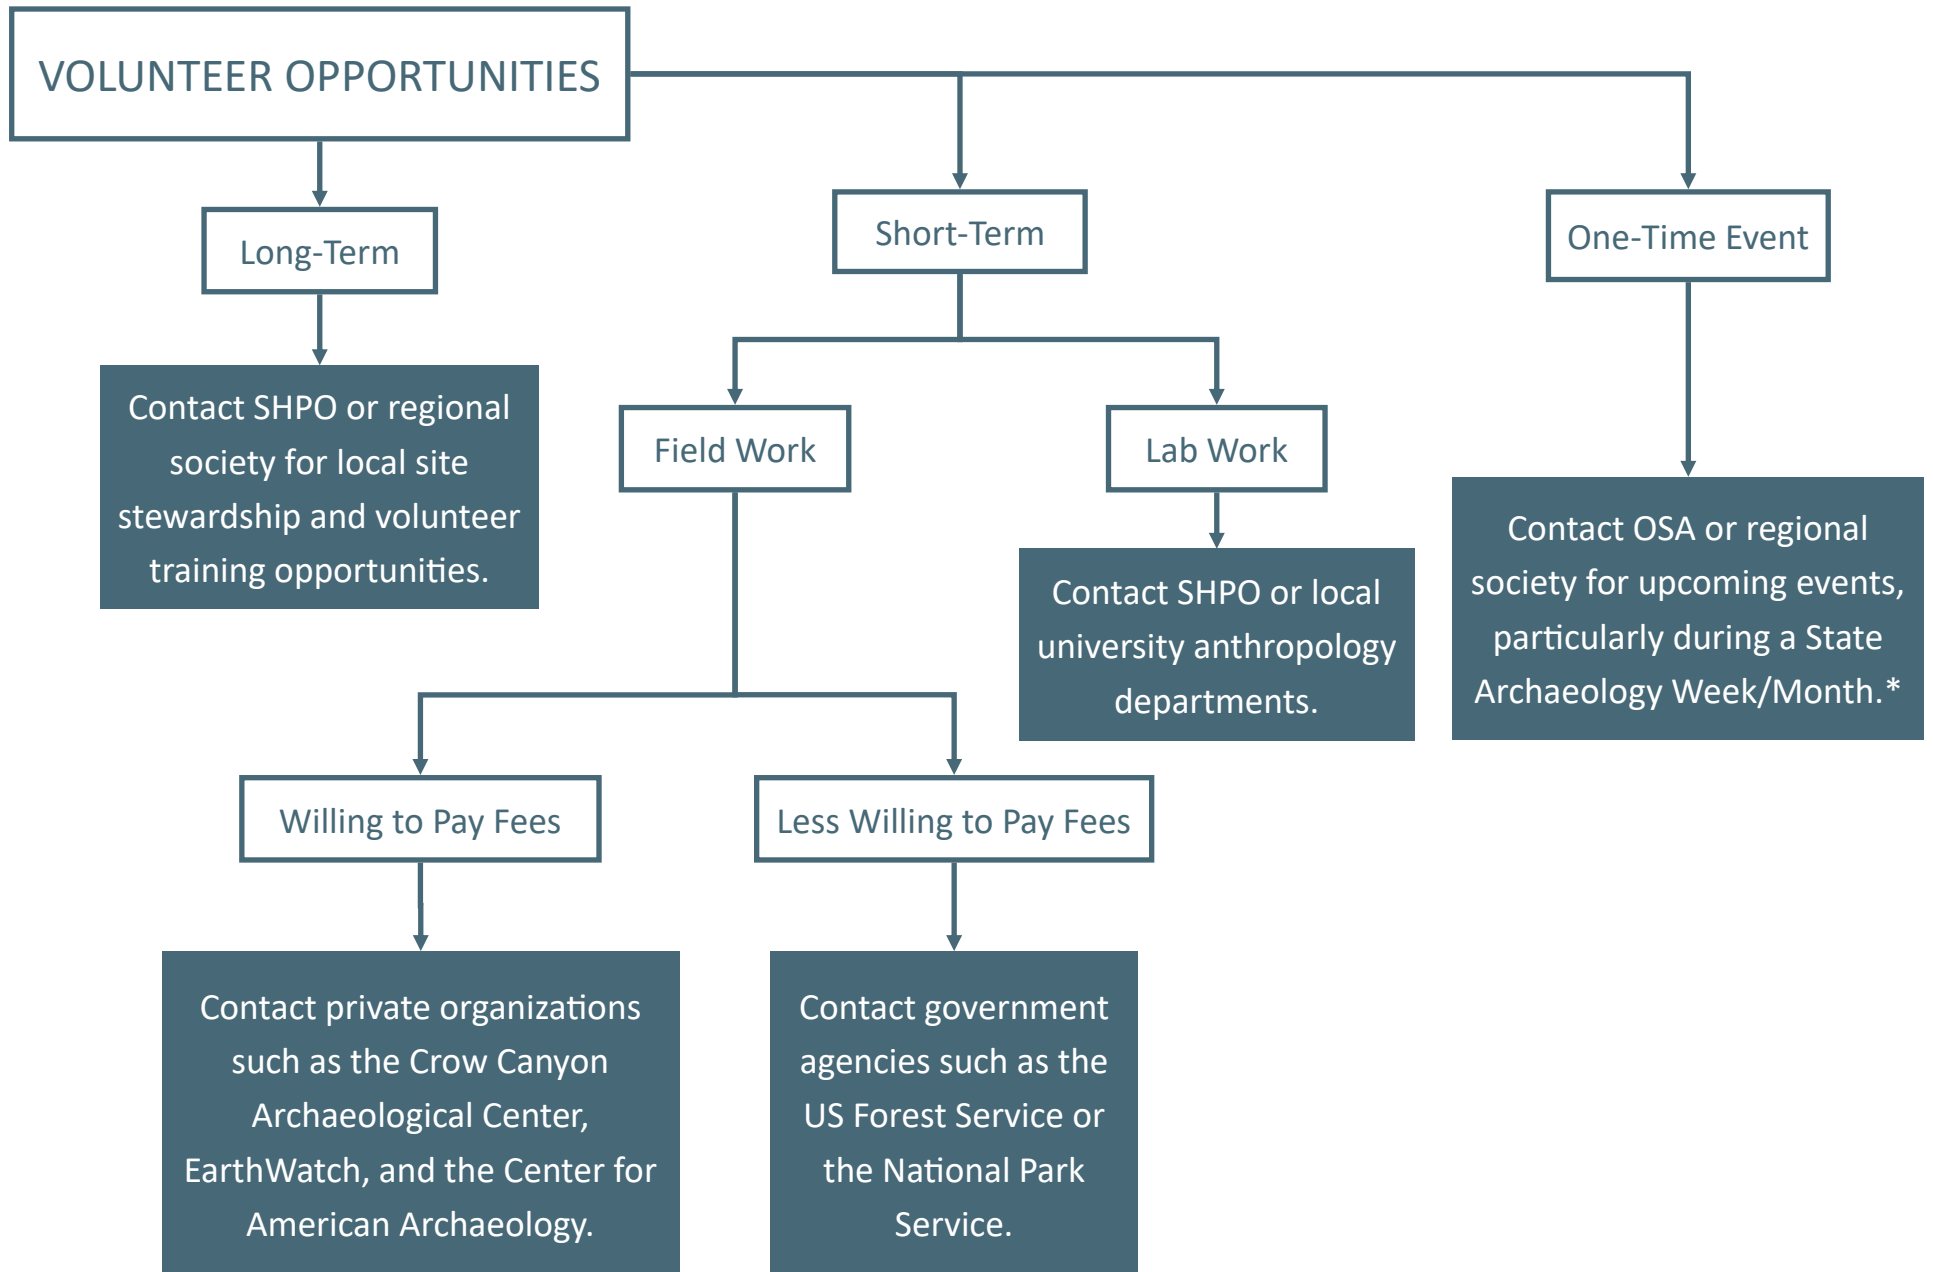 VOLUNTEER OPPORTUNITIES
Long-Term
Short-Term
One-Time Event
Contact SHPO or regional
society for local site
stewardship and volunteer
training opportunities.
Field Work
Lab Work
Contact SHPO or local
university anthropology
departments.
Contact OSA or regional
society for upcoming events,
particularly during a State
Archaeology Week/Month.*
Willing to Pay Fees
Less Willing to Pay Fees
Contact private organizations
such as the Crow Canyon
Archaeological Center,
EarthWatch, and the Center for
American Archaeology.
Contact government
agencies such as the
US Forest Service or
the National Park
Service.